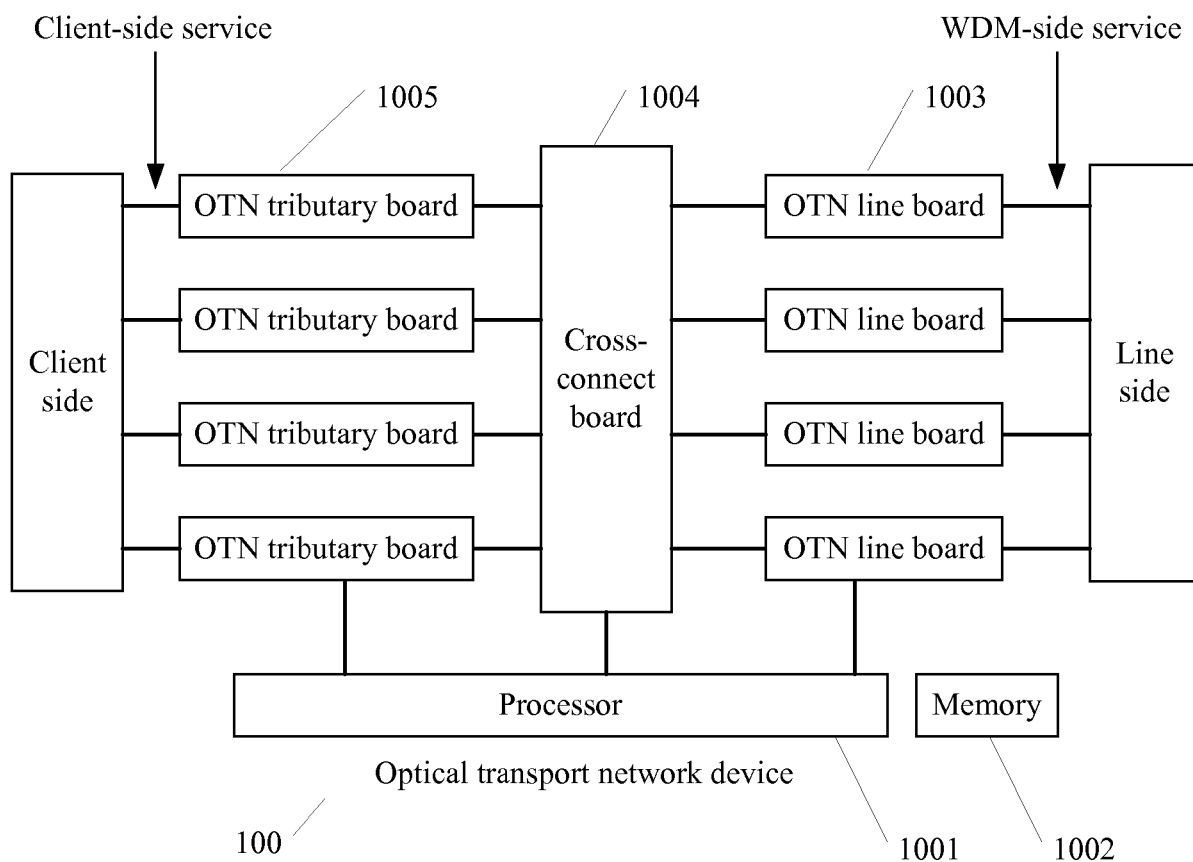 Client-side service
WDM-side service
1005
1004
1003
OTN tributary board
OTN line board
OTN tributary board
OTN line board
Client
side
Cross-
connect
board
Line
side
OTN tributary board
OTN line board
OTN tributary board
OTN line board
Processor
Memory
Optical transport network device
100
1001
1002